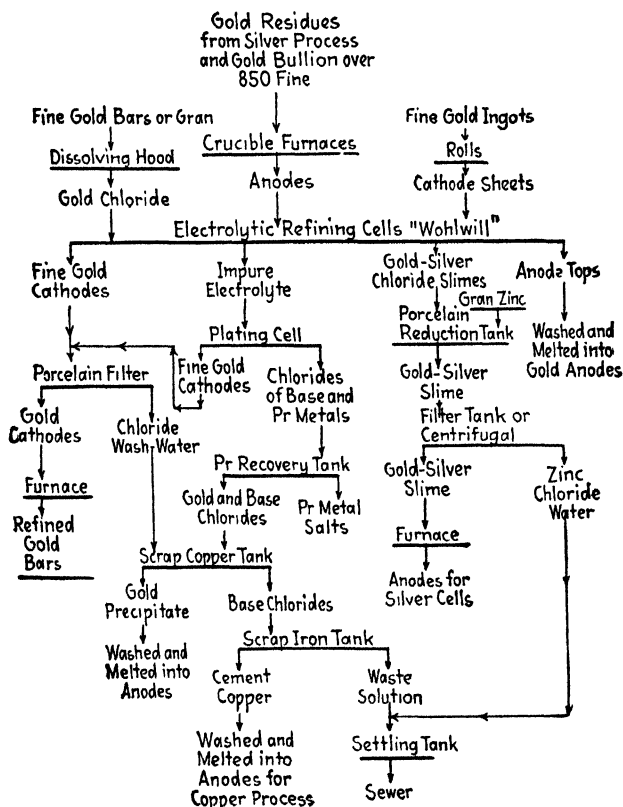 Gold Residues
from Silver Process
and Gold Bullion over
850 Fine
Fine Gold Bars or Gran
Fine Gold Ingots
Dissolving Hood
Crucible Furnaces
Rolls
Gold Chloride
Anodes
Cathode Sheets
Electrolytic Refining Cells "Wohlwill"
Fine Gold
Cathodes
Impure
Electrolyte
Gold-Silver
Chloride Slimes
Anode Tops
Gran Zinc
Plating Cell
Porcelain
Reduction Tank
Washed and
Melted into
Gold Anodes
Porcelain Filter
Fine Gold
Cathodes
Chlorides
of Base and
Pr Metals
Gold-Silver
Slime
Gold
Cathodes
Chloride
Wash-Water
Filter Tank or
Centrifugal
Pr Recovery Tank
Gold-Silver
Slime
Zinc
Chloride
Water
Furnace
Gold and Base
Chlorides
Pr Metal
Salts
Refined
Gold
Bars
Furnace
Scrap Copper Tank
Anodes for
Silver Cells
Gold
Precipitate
Base Chlorides
Washed and
Melted into
Anodes
Scrap Iron Tank
Cement
Copper
Waste
Solution
Washed and
Melted into
Anodes for
Copper Process
Settling Tank
Sewer